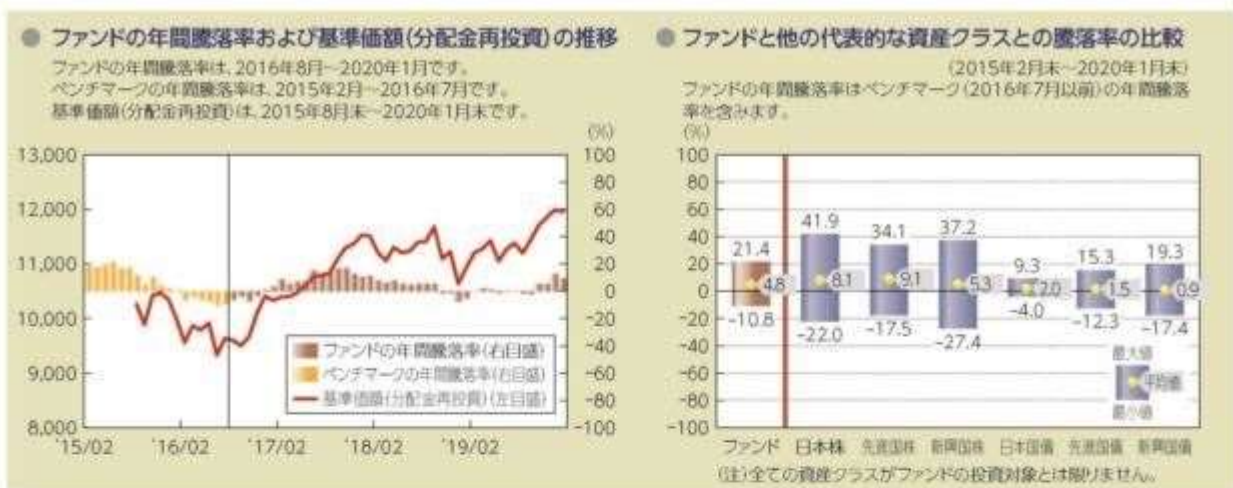 ● ファンドの年間騰落率および基準価額(分配金再投資)の推移
ファンドの年間騰落率は、2016年8月～2020年1月です。
ベンチマークの年間騰落率は、2015年2月～2016年7月です。
基準価額(分配金再投資)は、2015年8月末～2020年1月末です。
(%)
13,000
12,000
11,000
10,000
9,000
8,000
100
80
60
40
20
0
-20
-40
-60
-80
-100
ファンドの年間騰落率(右目盛)
ベンチマークの年間騰落率(右目盛)
基準価額(分配金再投資)(左目盛)
'15/02 '16/02 '17/02 '18/02 '19/02
● ファンドと他の代表的な資産クラスとの騰落率の比較
(2015年2月末～2020年1月末)
ファンドの年間騰落率はベンチマーク(2016年7月以前)の年間騰落
率を含みます。
(%)
100
80
60
40
20
0
-20
-40
-60
-80
-100
21.4 41.9 34.1 37.2 9.3 15.3 19.3
4.8 8.1 9.1 5.3 2.0 1.5 0.9
-10.8 -22.0 -17.5 -27.4 -4.0 -12.3 -17.4
最大値
平均値
最小値
ファンド 日本株 先進国株 新興国株 日本国債 先進国債 新興国債
(注)全ての資産クラスがファンドの投資対象とは限りません。